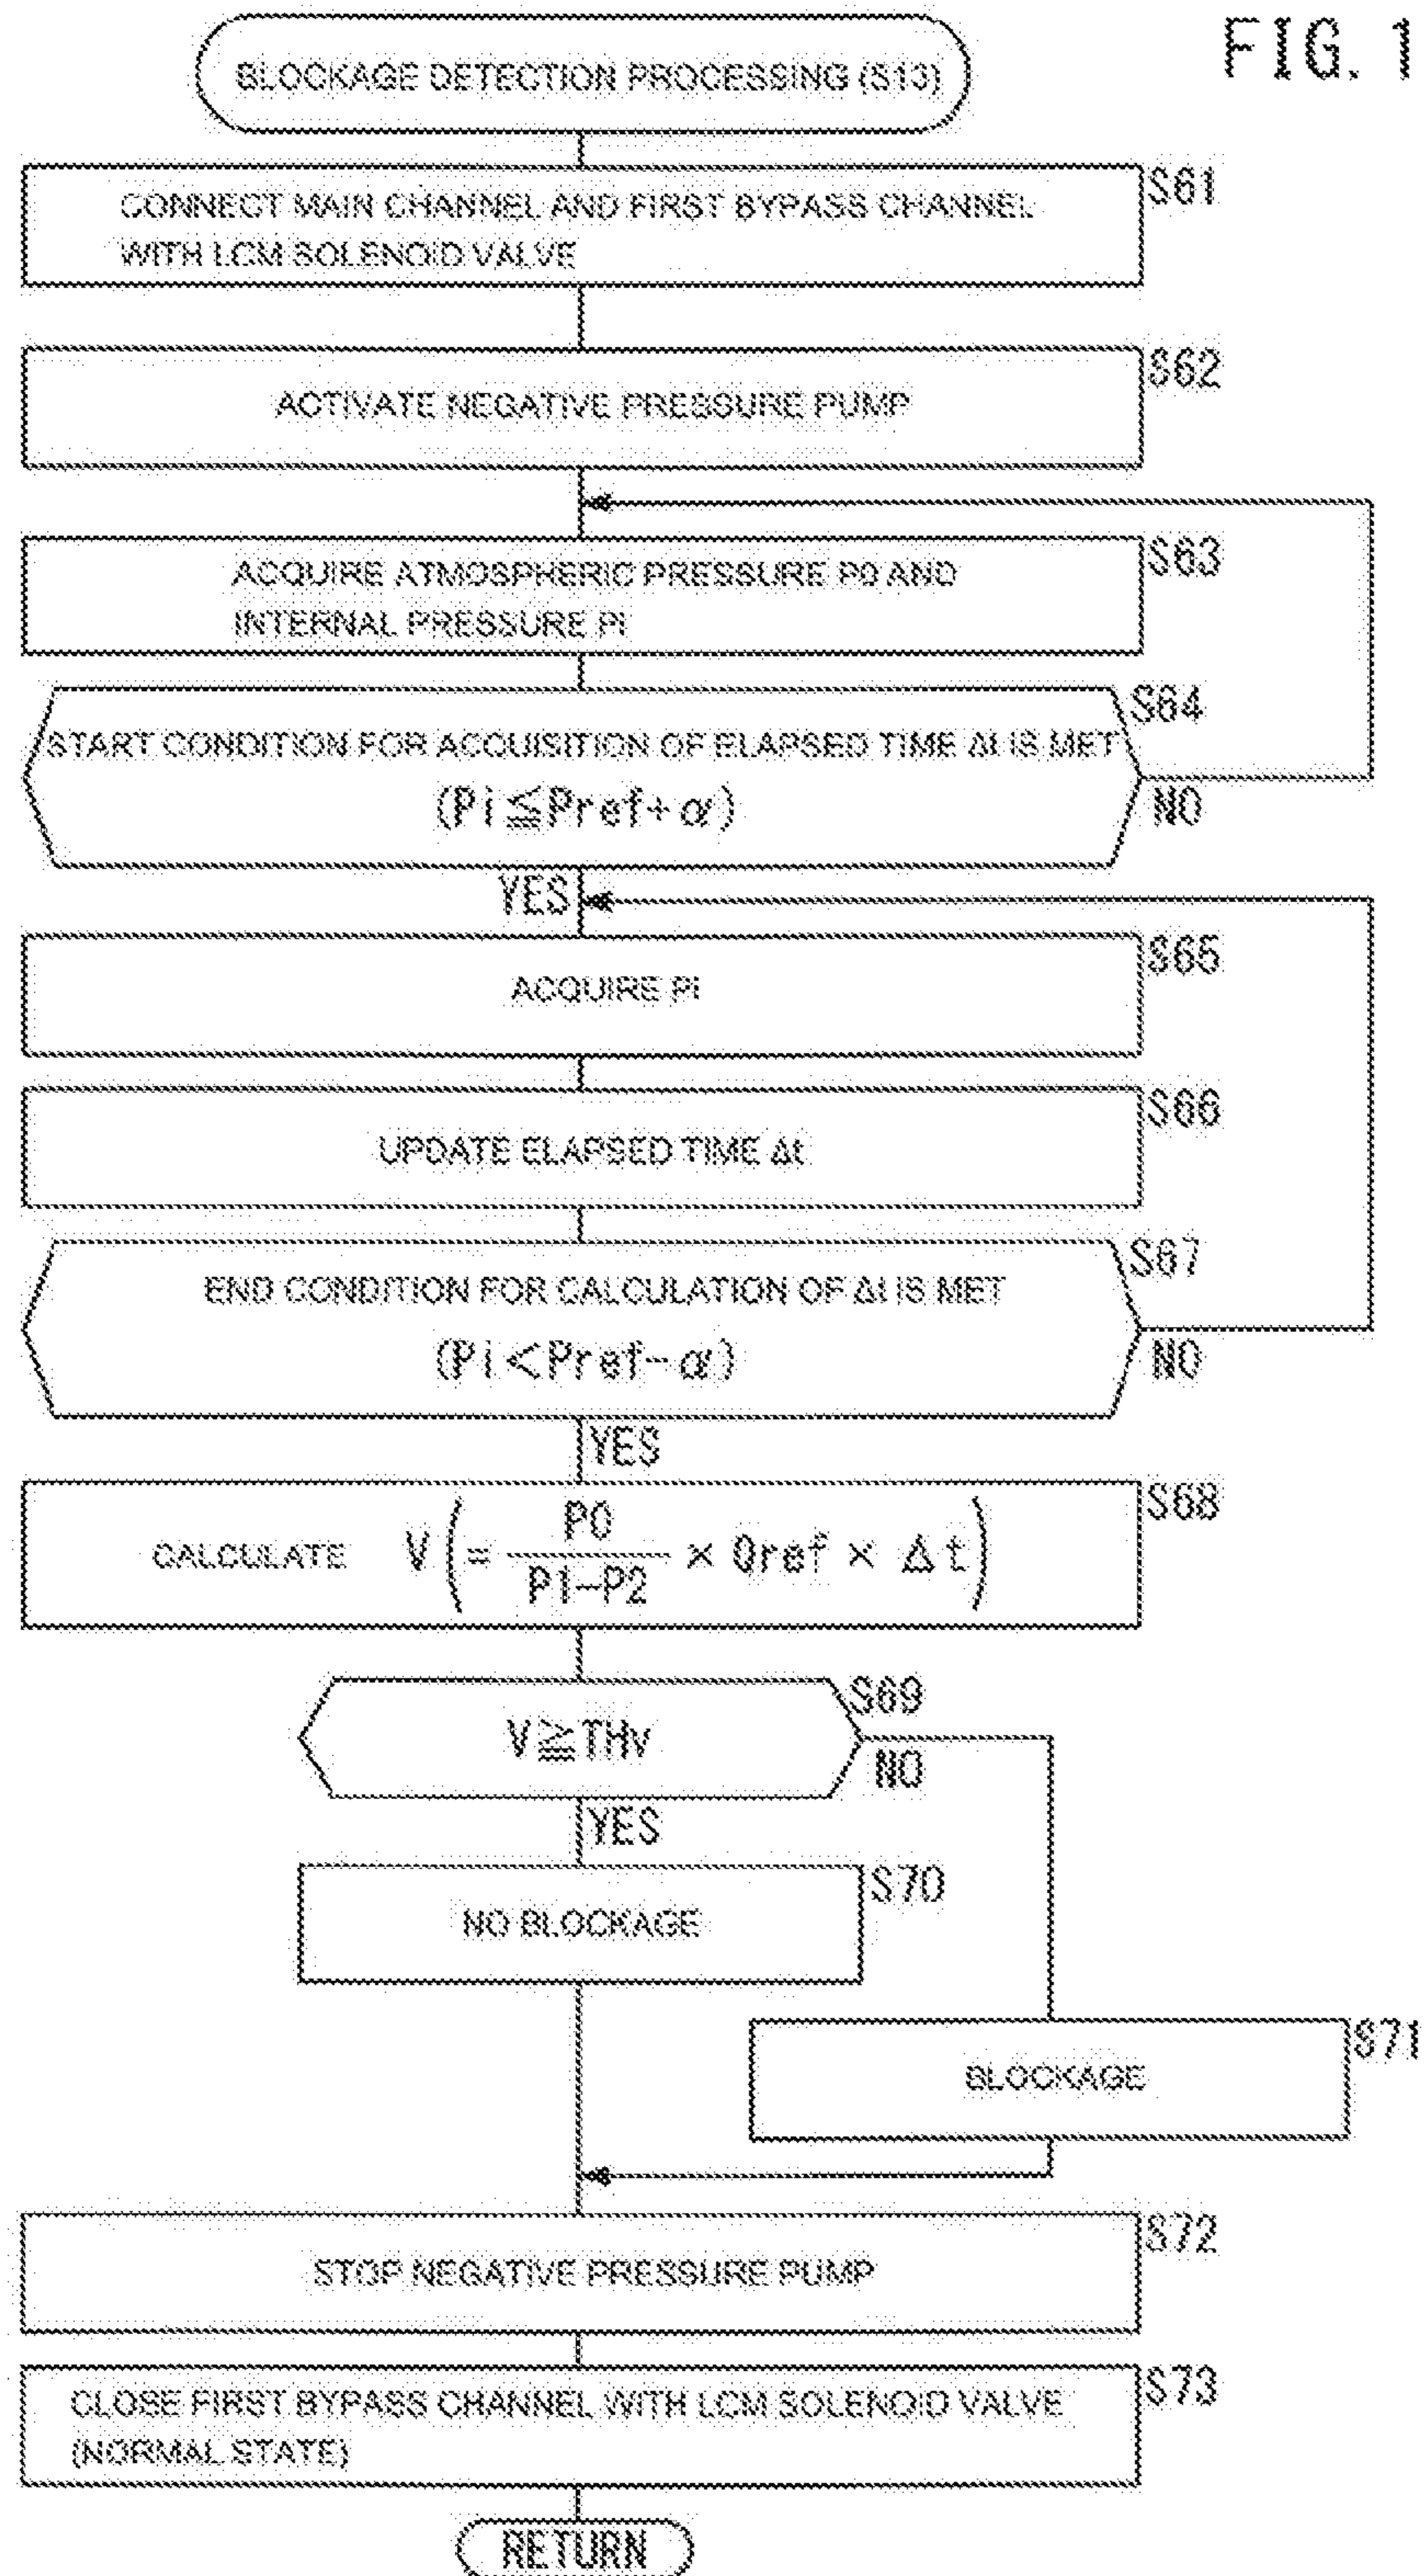 FIG. 1
BLOCKAGE DETECTION PROCESSING (S13)
S61
CONNECT MAIN CHANNEL AND FIRST BYPASS CHANNEL
WITH LCM SOLENOID VALVE
S62
ACTIVATE NEGATIVE PRESSURE PUMP
S63
ACQUIRE ATMOSPHERIC PRESSURE P0 AND
INTERNAL PRESSURE Pi
S64
START CONDITION FOR ACQUISITION OF ELAPSED TIME Δt IS MET
(Pi≦Pref+α)
NO
YES
S65
ACQUIRE Pi
S66
UPDATE ELAPSED TIME Δt
S67
END CONDITION FOR CALCULATION OF Δt IS MET
(Pi<Pref-α)
NO
YES
S68
CALCULATE V(= P0/P1-P2 × Qref × Δt)
S69
V≧THv
NO
YES
S70
NO BLOCKAGE
S71
BLOCKAGE
S72
STOP NEGATIVE PRESSURE PUMP
S73
CLOSE FIRST BYPASS CHANNEL WITH LCM SOLENOID VALVE
(NORMAL STATE)
RETURN